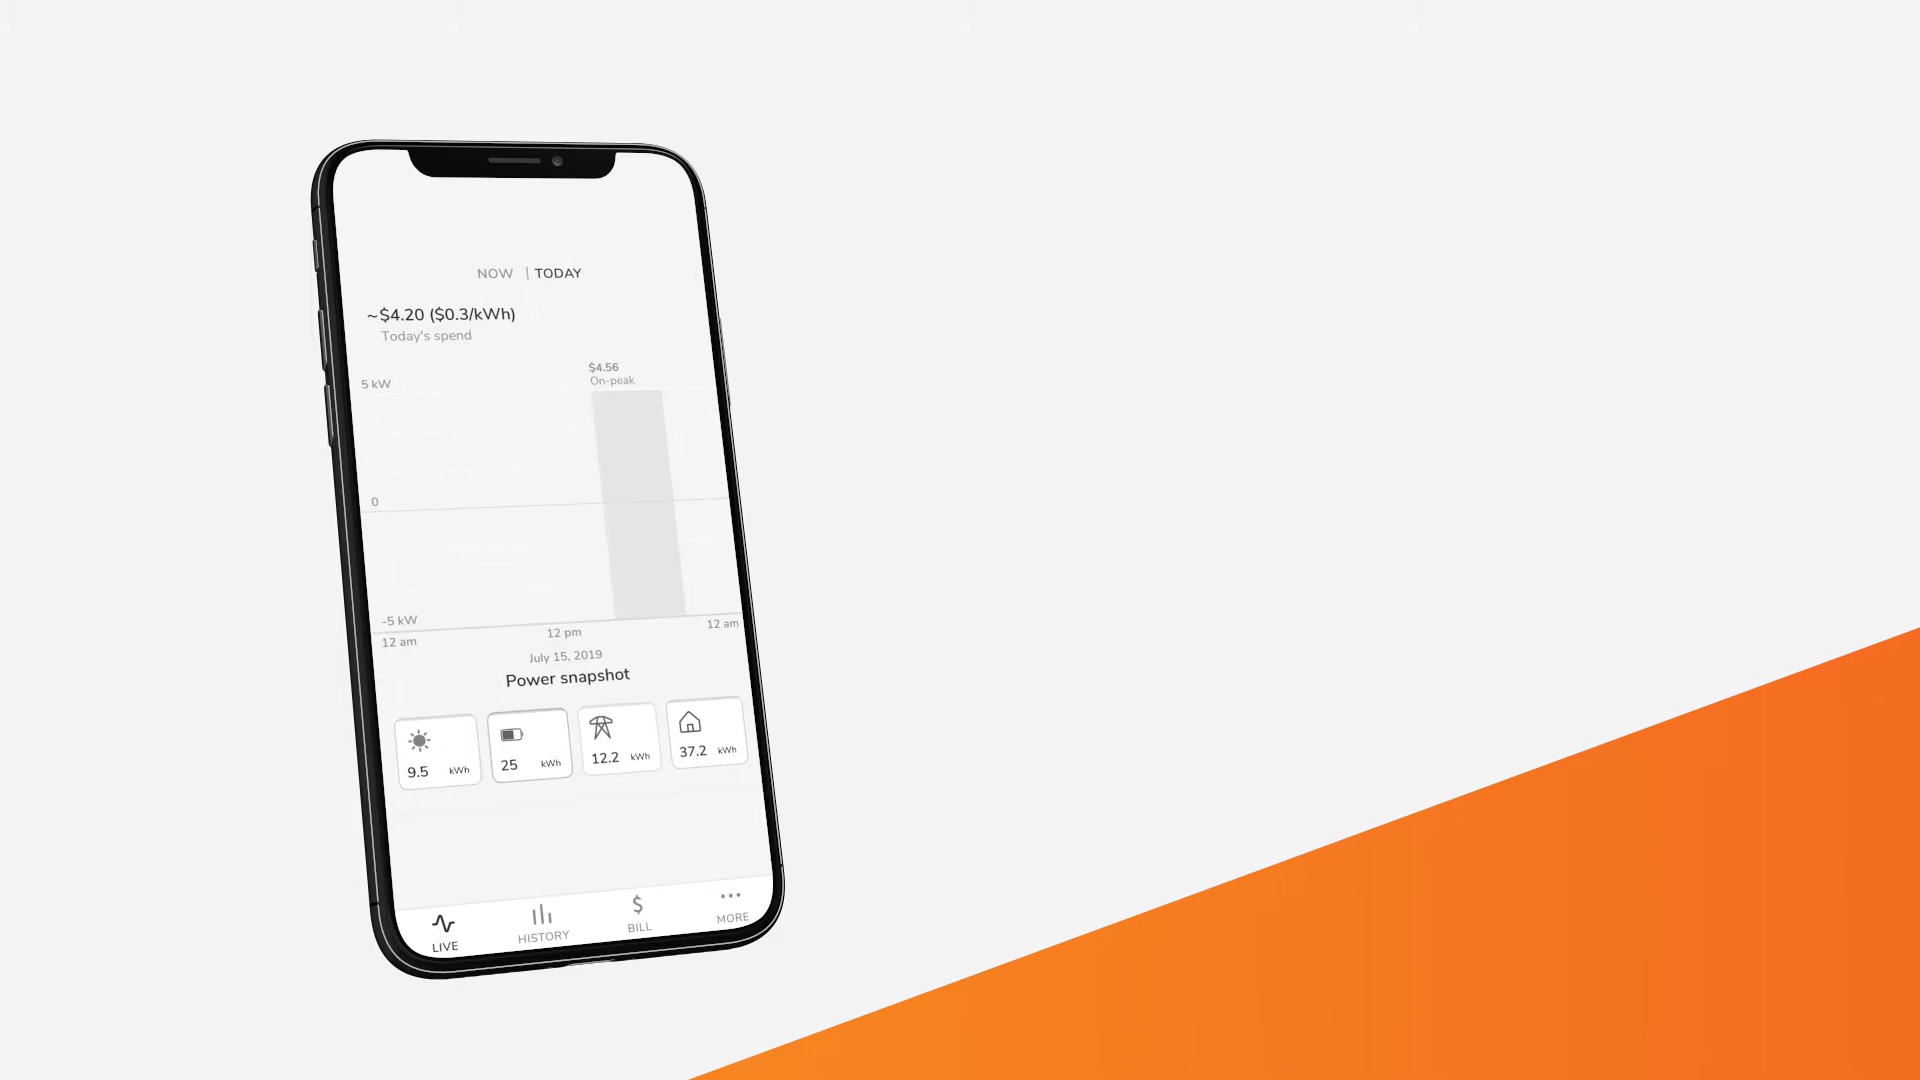 NOW | TODAY
~$4.20 ($0.3/kWh)
Today's spend
$4.56
On-peak
5 kW
0
-5 kW
12 am 12 pm 12 am
July 15, 2019
Power snapshot
9.5 kWh 25 kWh 12.2 kWh 37.2 kWh
LIVE HISTORY BILL MORE